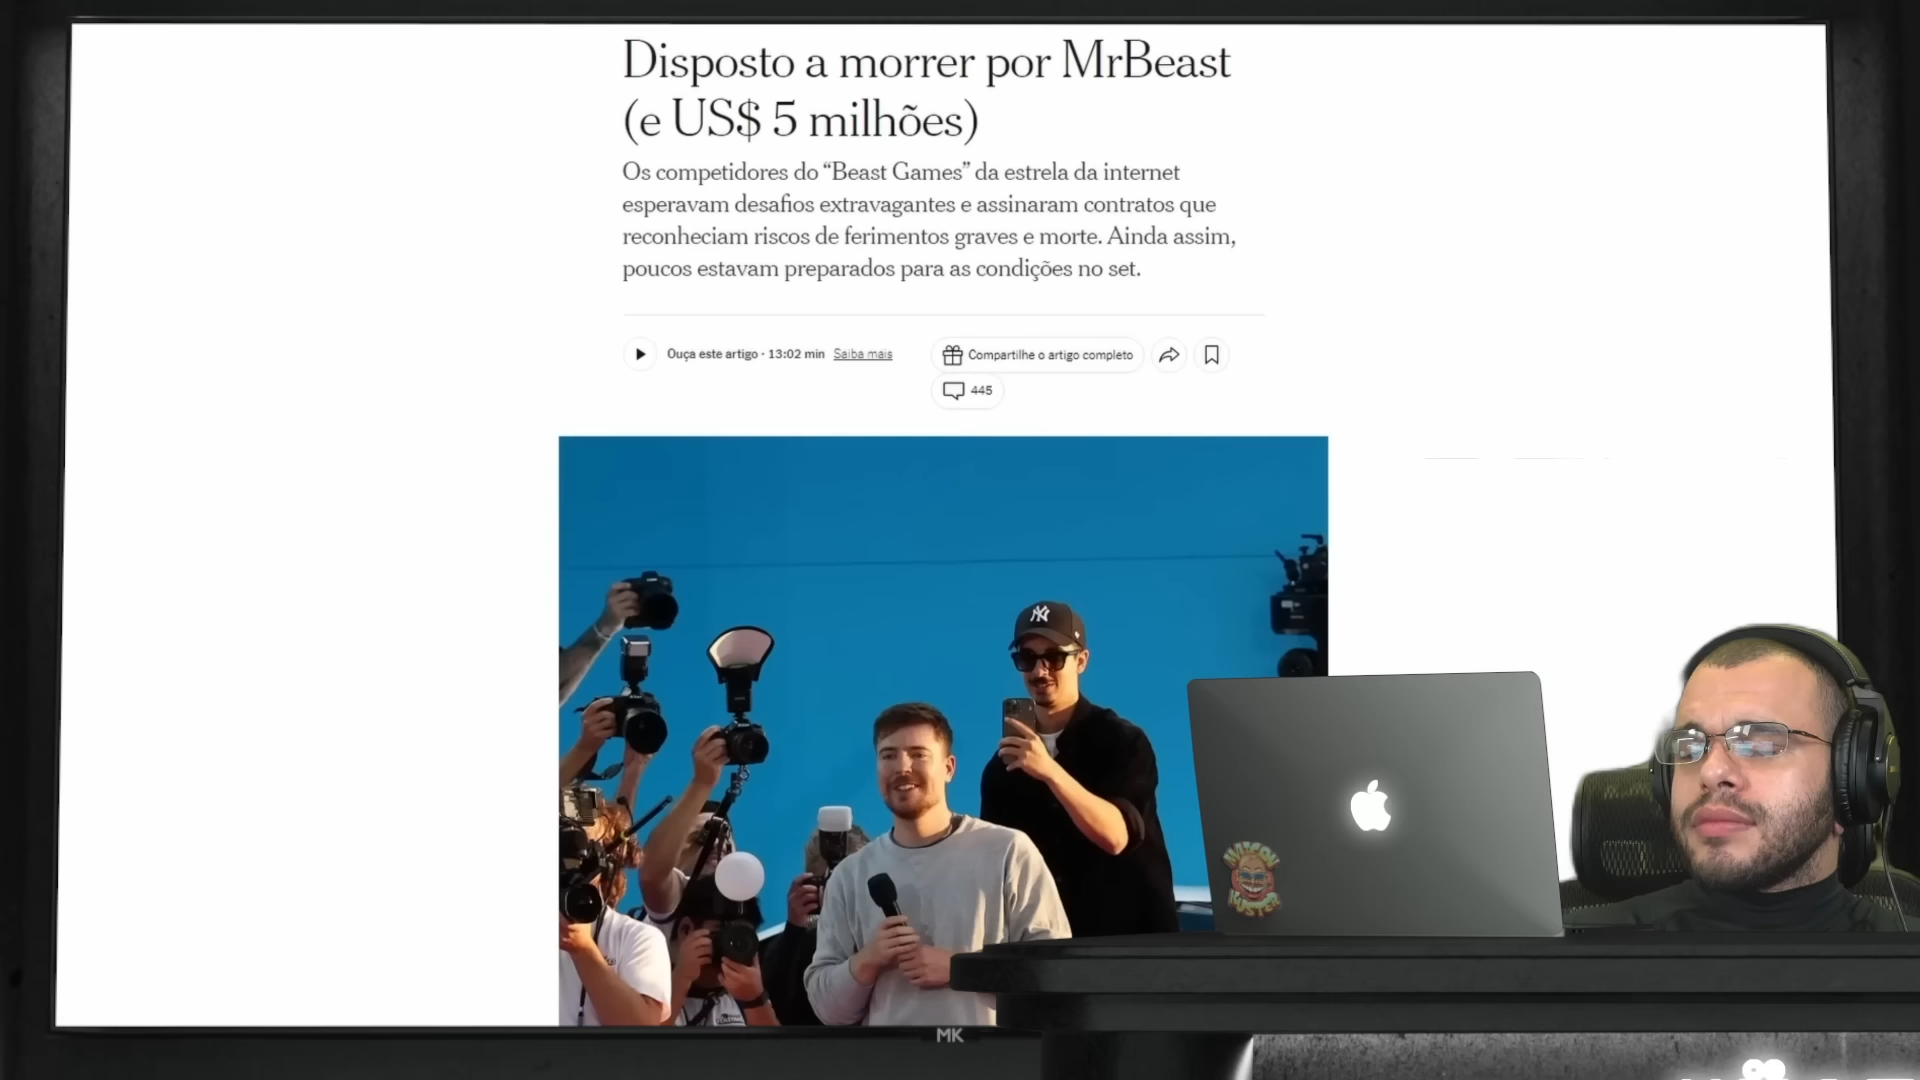 Disposto a morrer por MrBeast
(e US$ 5 milhões)
Os competidores do “Beast Games” da estrela da internet
esperavam desafios extravagantes e assinaram contratos que
reconheciam riscos de ferimentos graves e morte. Ainda assim,
poucos estavam preparados para as condições no set.
Ouça este artigo · 13:02 min Saiba mais
Compartilhe o artigo completo
445
NY
MK